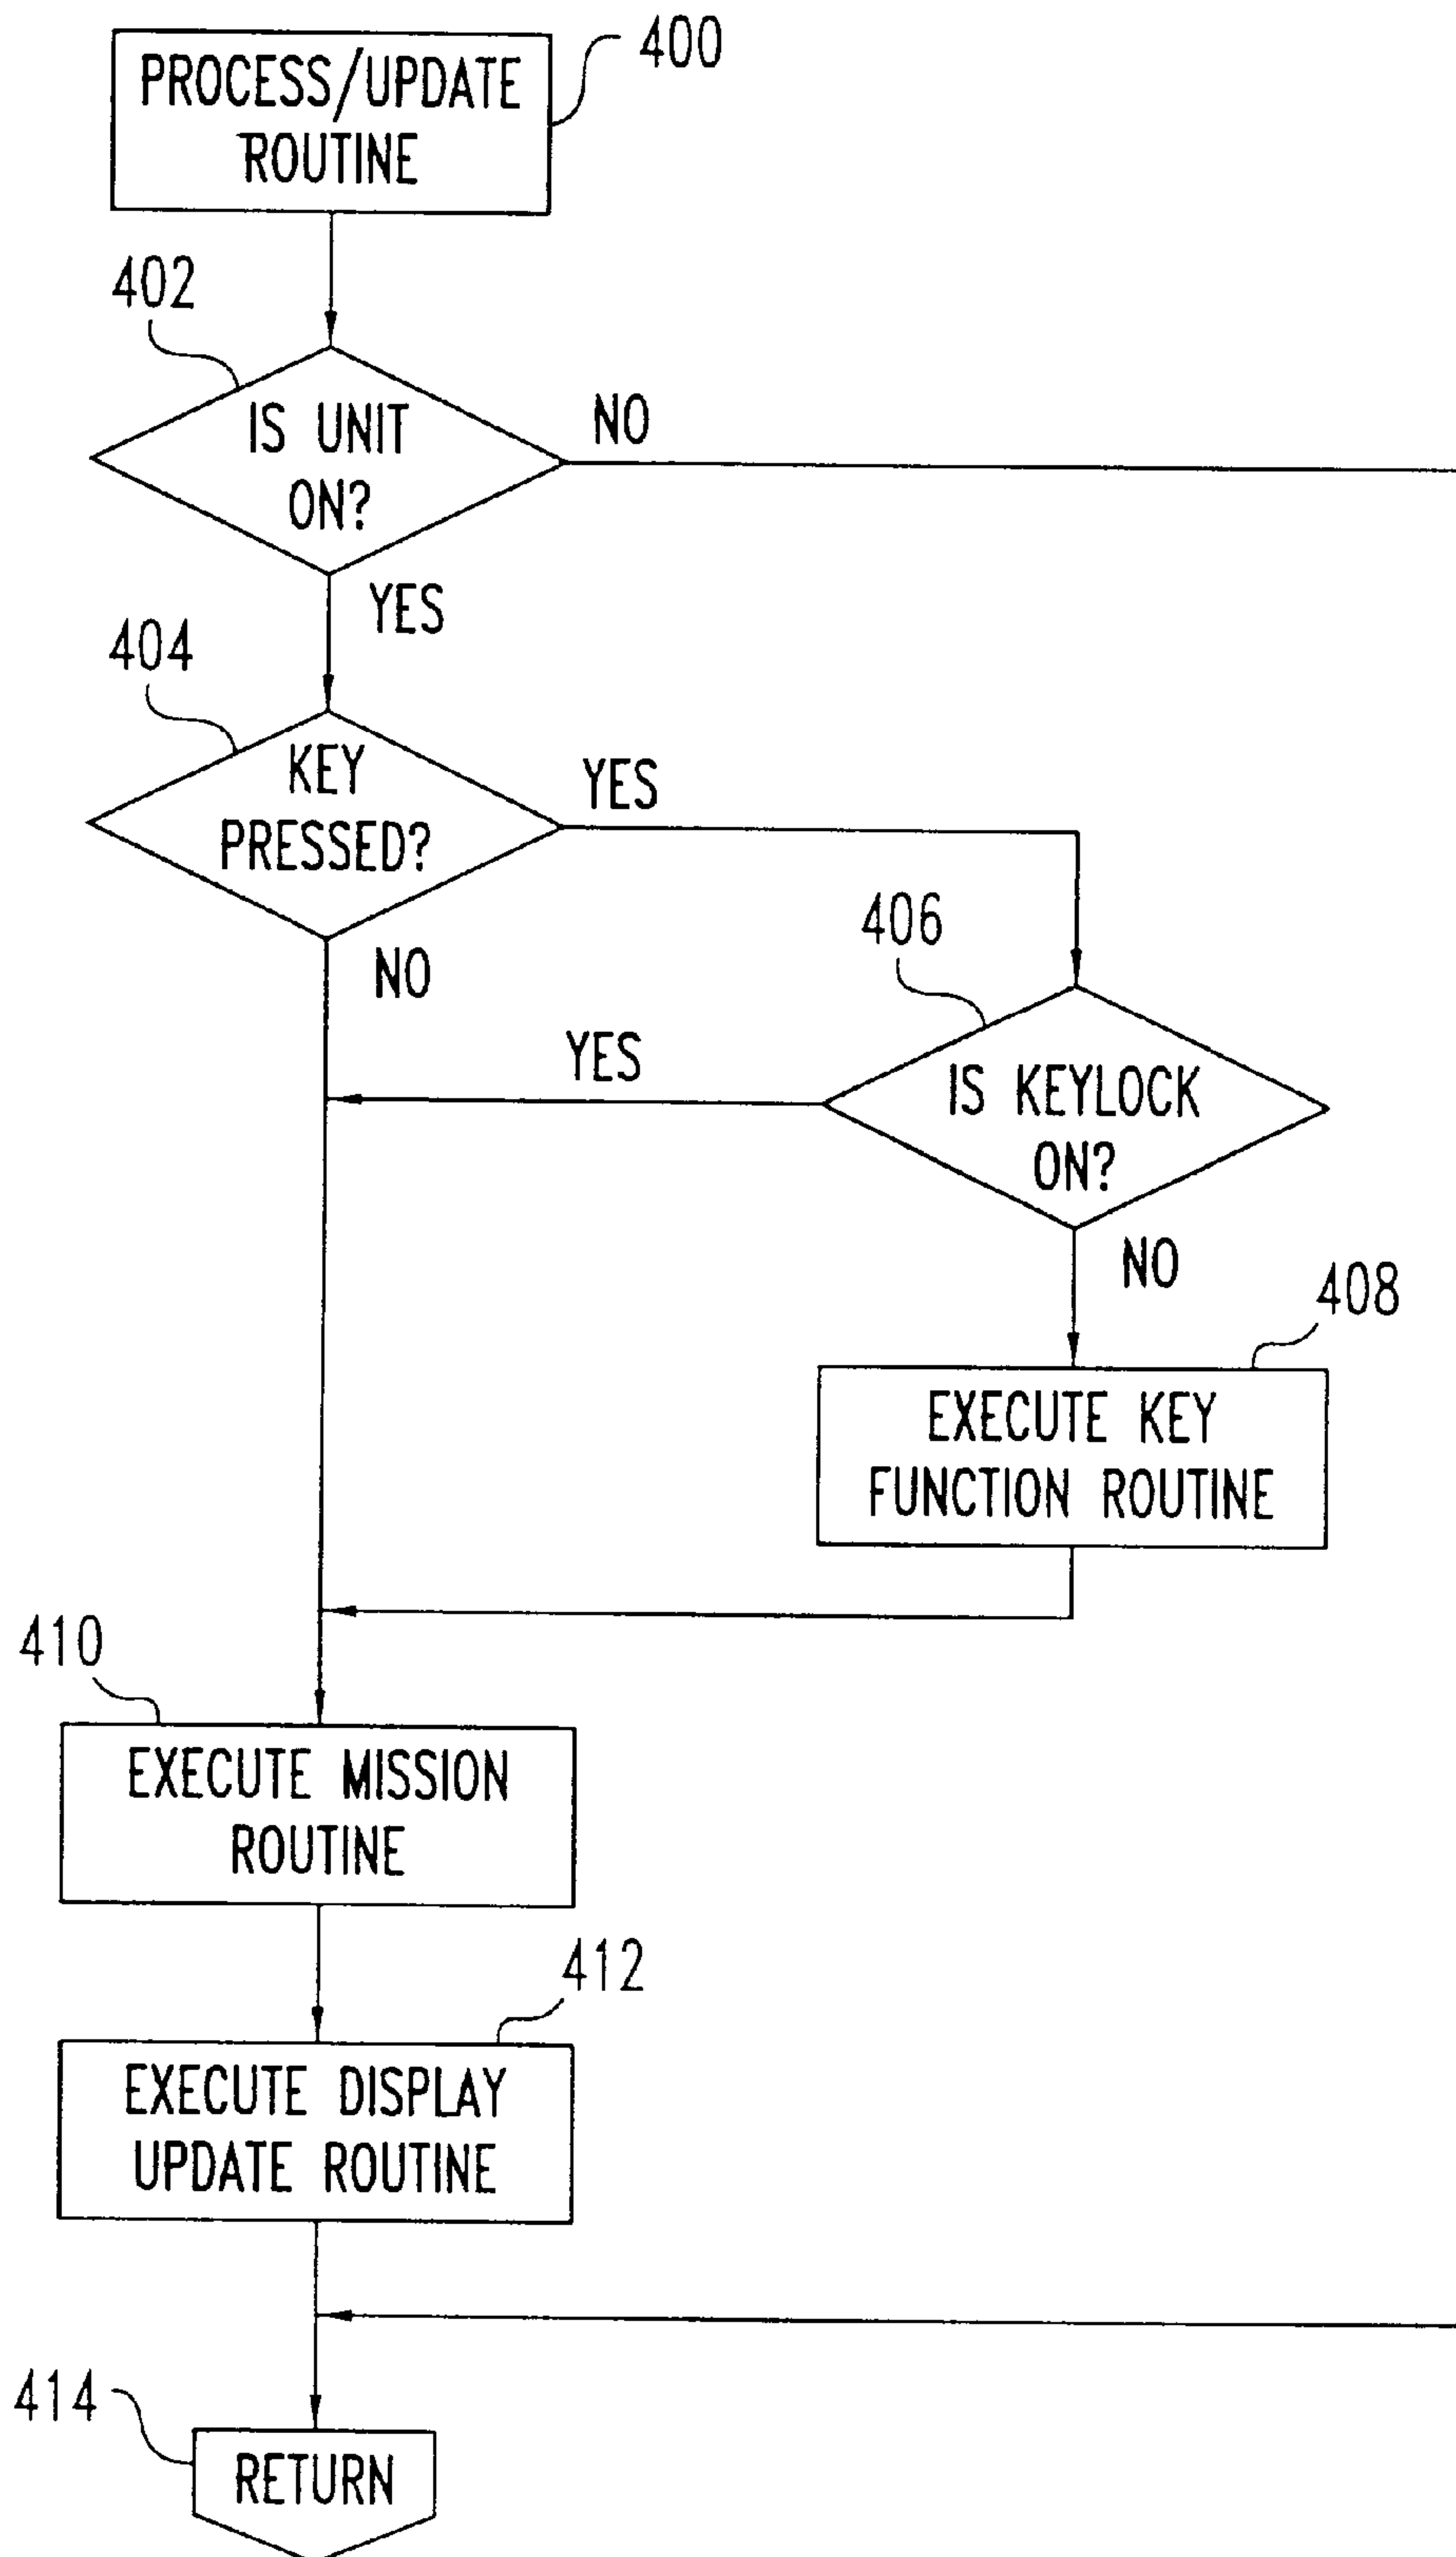 400
PROCESS/UPDATE
ROUTINE
402
IS UNIT
ON?
NO
YES
404
KEY
PRESSED?
YES
NO
406
IS KEYLOCK
ON?
YES
NO
408
EXECUTE KEY
FUNCTION ROUTINE
410
EXECUTE MISSION
ROUTINE
412
EXECUTE DISPLAY
UPDATE ROUTINE
414
RETURN